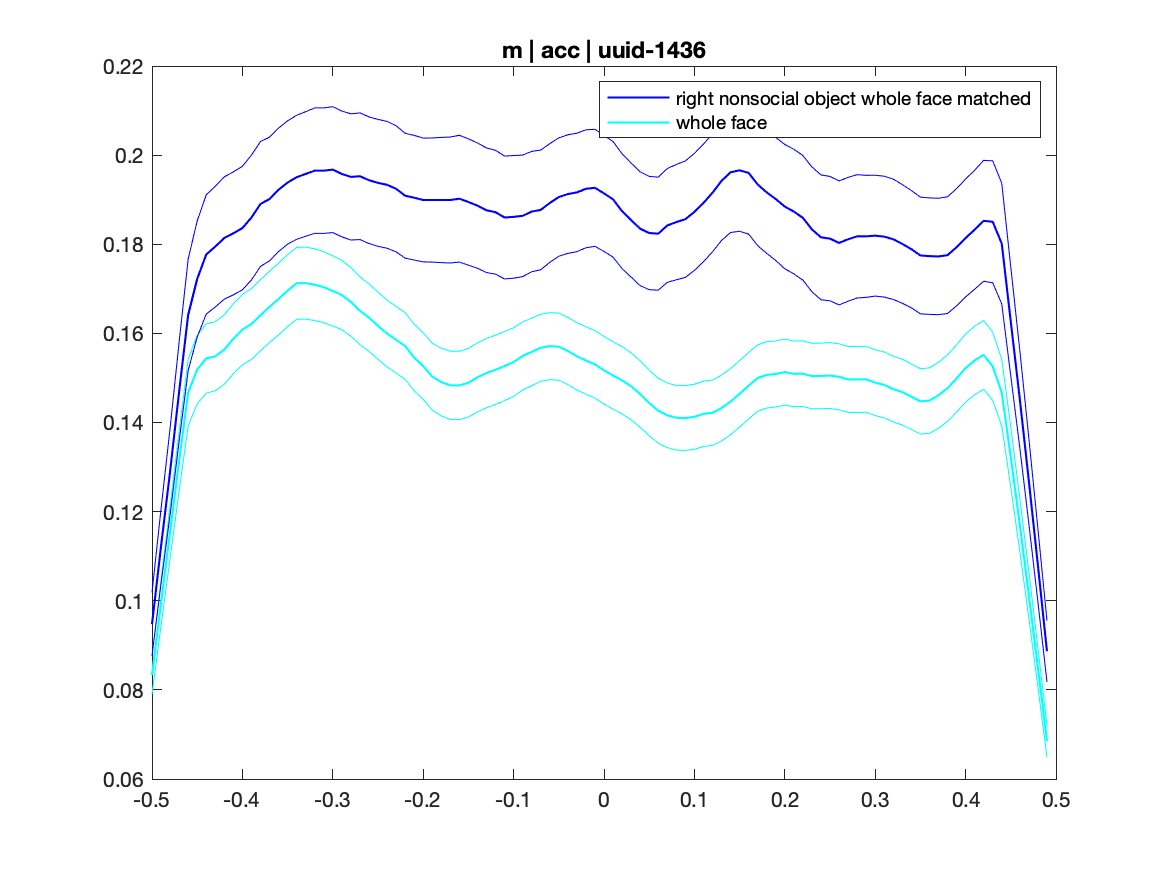 m | acc | uuid-1436
right nonsocial object whole face matched
whole face
0.22
0.2
0.18
0.16
0.14
0.12
0.1
0.08
0.06
-0.5 -0.4 -0.3 -0.2 -0.1 0 0.1 0.2 0.3 0.4 0.5